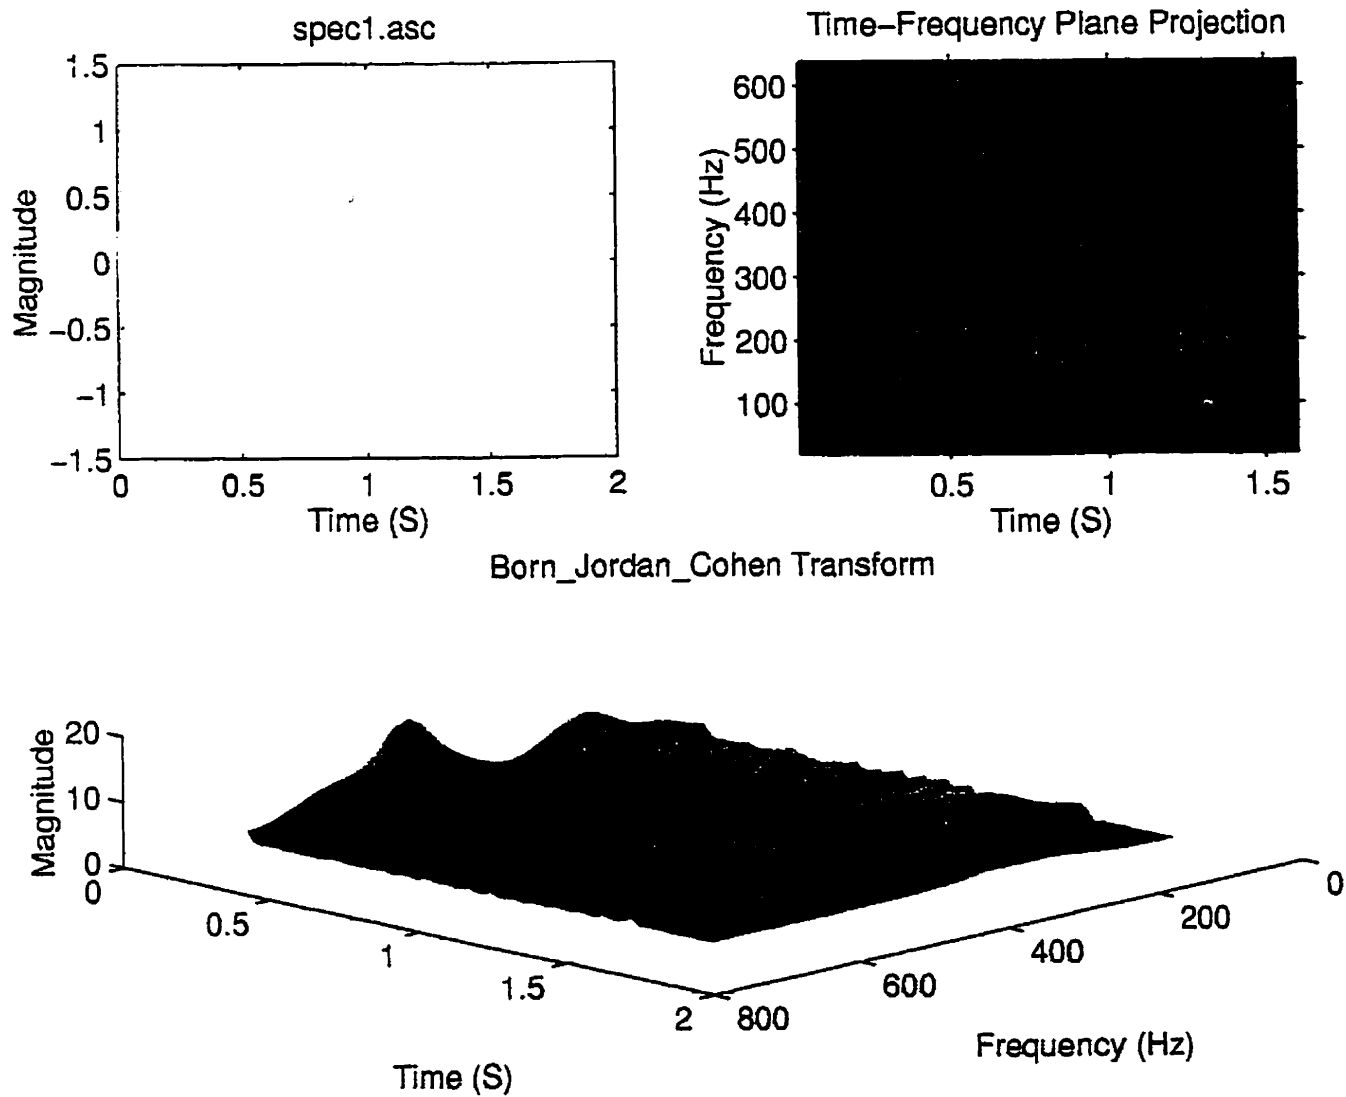 spec1.asc
1.5
1
0.5
0
−0.5
−1
−1.5
Magnitude
0 0.5 1 1.5 2
Time (S)
Time−Frequency Plane Projection
600
500
400
300
200
100
Frequency (Hz)
0.5 1 1.5
Time (S)
Born_Jordan_Cohen Transform
20
10
0
Magnitude
0
0.5
1
1.5
2
Time (S)
800
600
400
200
0
Frequency (Hz)